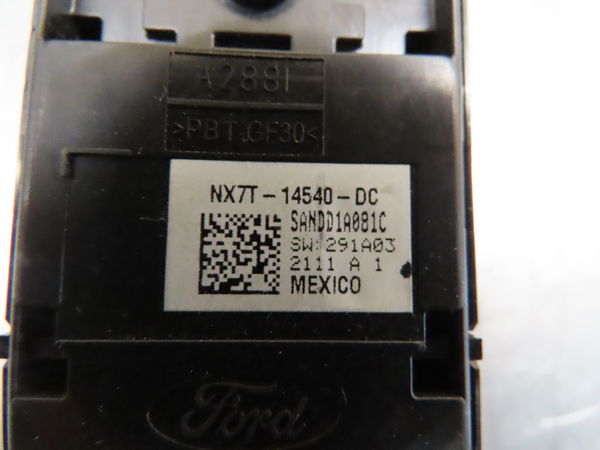 A2881
>PBT-GF30<
NX7T-14540-DC
SANDD1A081C
SW:291A03
2111 A 1
MEXICO
Ford